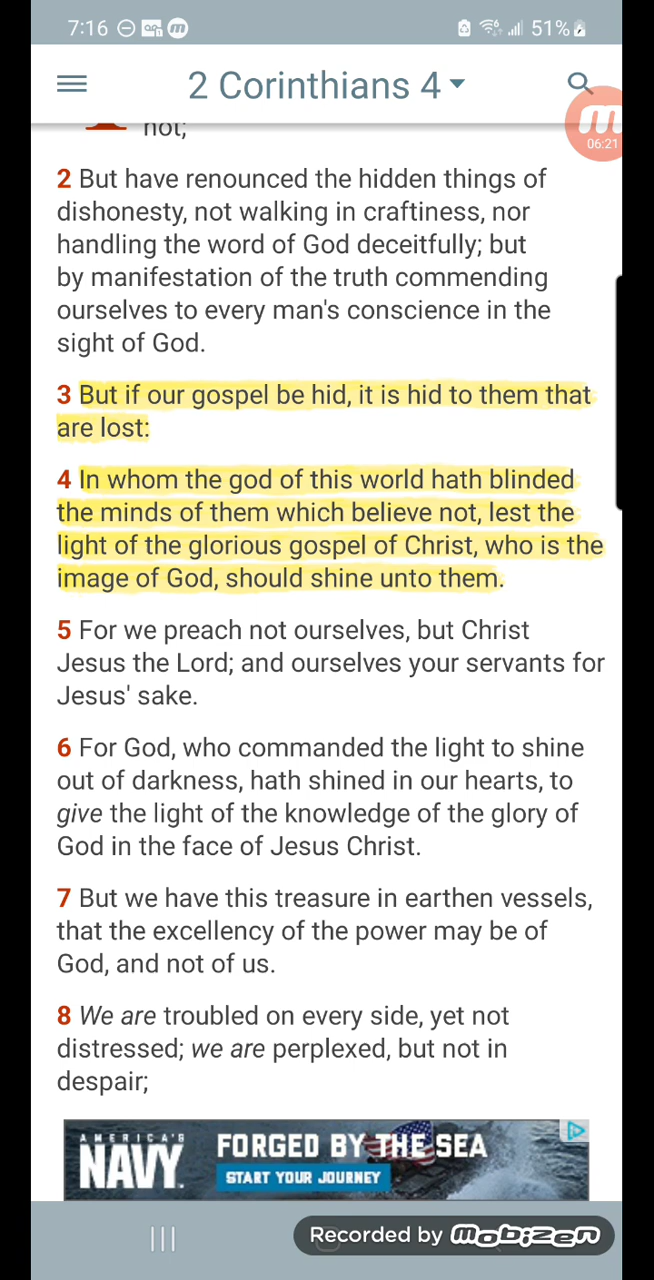 7:16 51%
2 Corinthians 4
06:21
not;
2 But have renounced the hidden things of
dishonesty, not walking in craftiness, nor
handling the word of God deceitfully; but
by manifestation of the truth commending
ourselves to every man's conscience in the
sight of God.
3 But if our gospel be hid, it is hid to them that
are lost:
4 In whom the god of this world hath blinded
the minds of them which believe not, lest the
light of the glorious gospel of Christ, who is the
image of God, should shine unto them.
5 For we preach not ourselves, but Christ
Jesus the Lord; and ourselves your servants for
Jesus' sake.
6 For God, who commanded the light to shine
out of darkness, hath shined in our hearts, to
give the light of the knowledge of the glory of
God in the face of Jesus Christ.
7 But we have this treasure in earthen vessels,
that the excellency of the power may be of
God, and not of us.
8 We are troubled on every side, yet not
distressed; we are perplexed, but not in
despair;
AMERICA'S
NAVY.
FORGED BY THE SEA
START YOUR JOURNEY
Recorded by mobizen